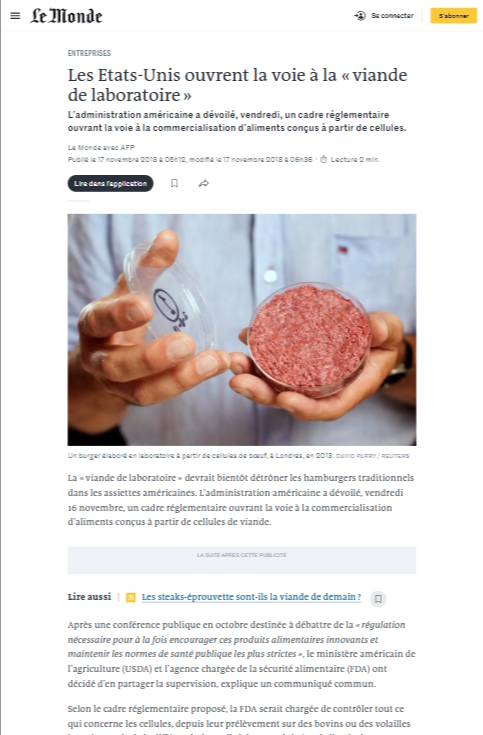 Le Monde
Se connecter
S'abonner
ENTREPRISES
Les Etats-Unis ouvrent la voie à la « viande
de laboratoire »
L'administration américaine a dévoilé, vendredi, un cadre réglementaire
ouvrant la voie à la commercialisation d'aliments conçus à partir de cellules.
Le Monde avec AFP
Publié le 17 novembre 2018 à 05h12, modifié le 17 novembre 2018 à 06h36 · Lecture 2 min.
Lire dans l'application
Un burger élaboré en laboratoire à partir de cellules de bœuf, à Londres, en 2013. DAVID PARRY / REUTERS
La « viande de laboratoire » devrait bientôt détrôner les hamburgers traditionnels
dans les assiettes américaines. L'administration américaine a dévoilé, vendredi
16 novembre, un cadre réglementaire ouvrant la voie à la commercialisation
d'aliments conçus à partir de cellules de viande.
LA SUITE APRÈS CETTE PUBLICITÉ
Lire aussi | Les steaks-éprouvette sont-ils la viande de demain ?
Après une conférence publique en octobre destinée à débattre de la « régulation
nécessaire pour à la fois encourager ces produits alimentaires innovants et
maintenir les normes de santé publique les plus strictes », le ministère américain de
l'agriculture (USDA) et l'agence chargée de la sécurité alimentaire (FDA) ont
décidé d'en partager la supervision, explique un communiqué commun.
Selon le cadre réglementaire proposé, la FDA serait chargée de contrôler tout ce
qui concerne les cellules, depuis leur prélèvement sur des bovins ou des volailles